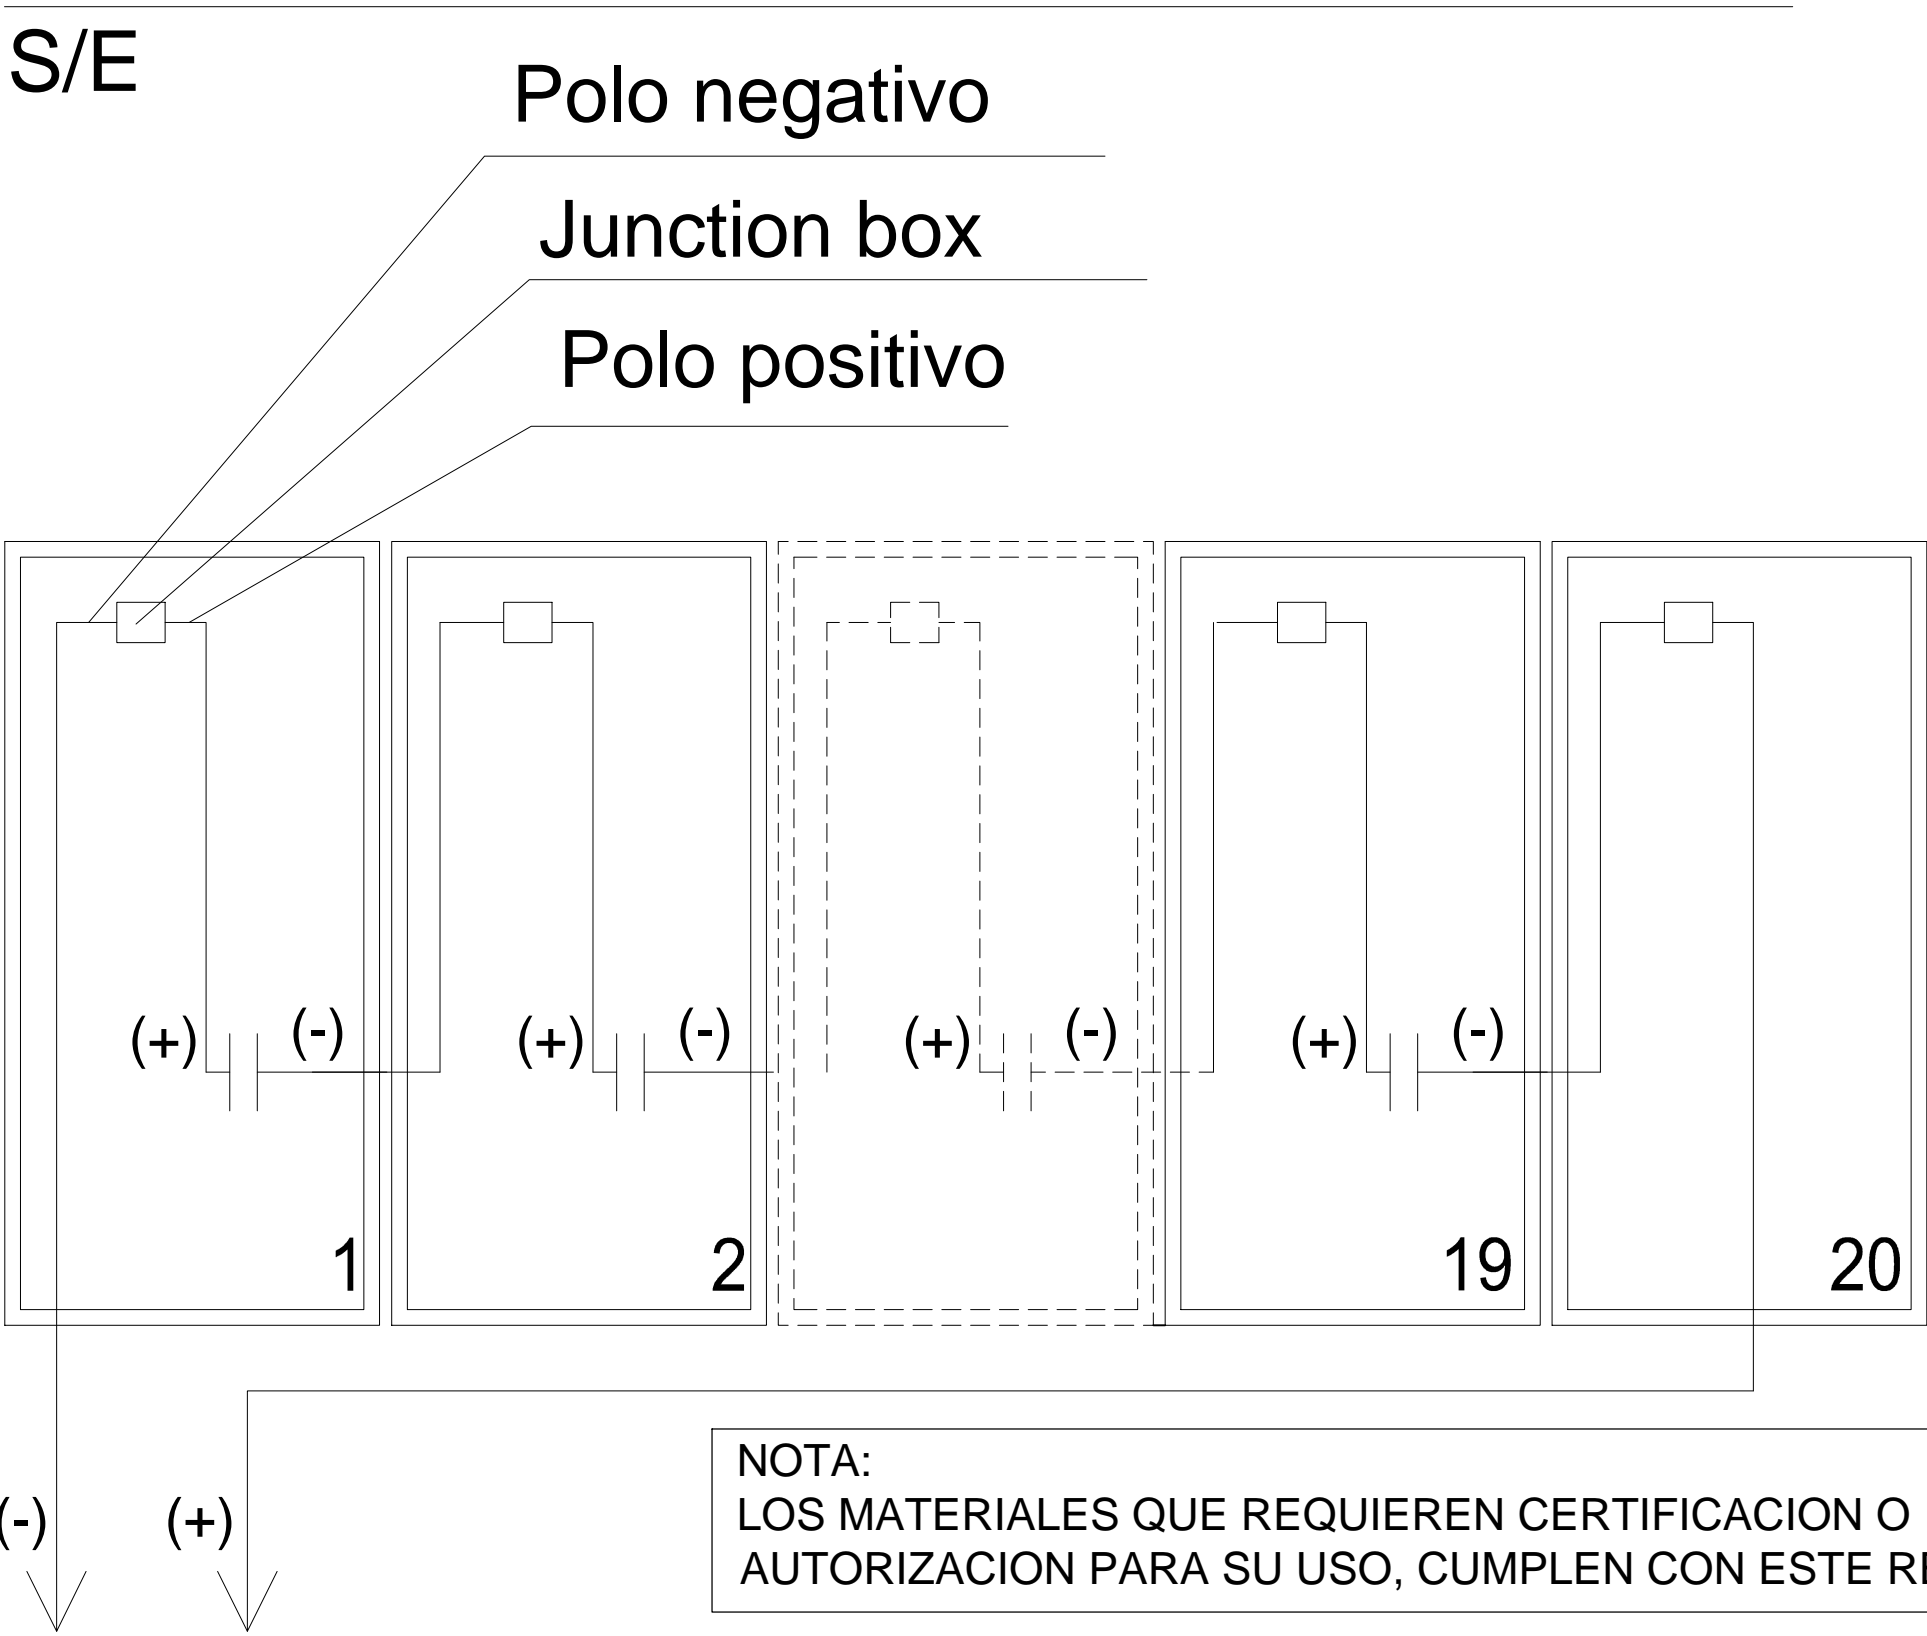 S/E
Polo negativo
Junction box
Polo positivo
(+) (-) (+) (-) (+) (-) (+) (-)
1 2 19 20
(-) (+)
NOTA:
LOS MATERIALES QUE REQUIEREN CERTIFICACION O
AUTORIZACION PARA SU USO, CUMPLEN CON ESTE